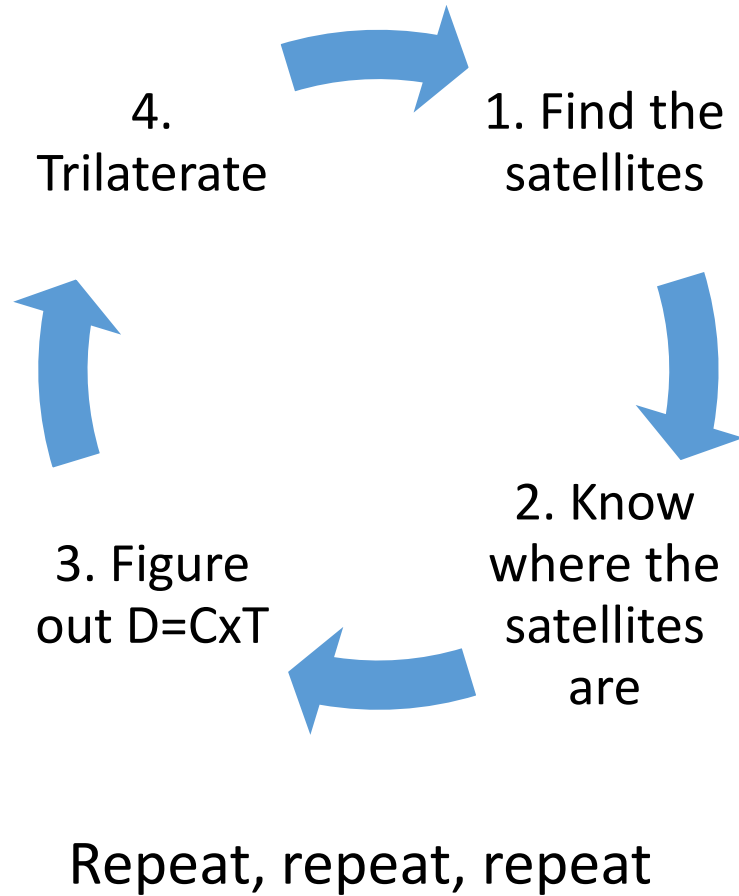 1. Find the
satellites
2. Know
where the
satellites
are
3. Figure
out D=CxT
4.
Trilaterate
Repeat, repeat, repeat